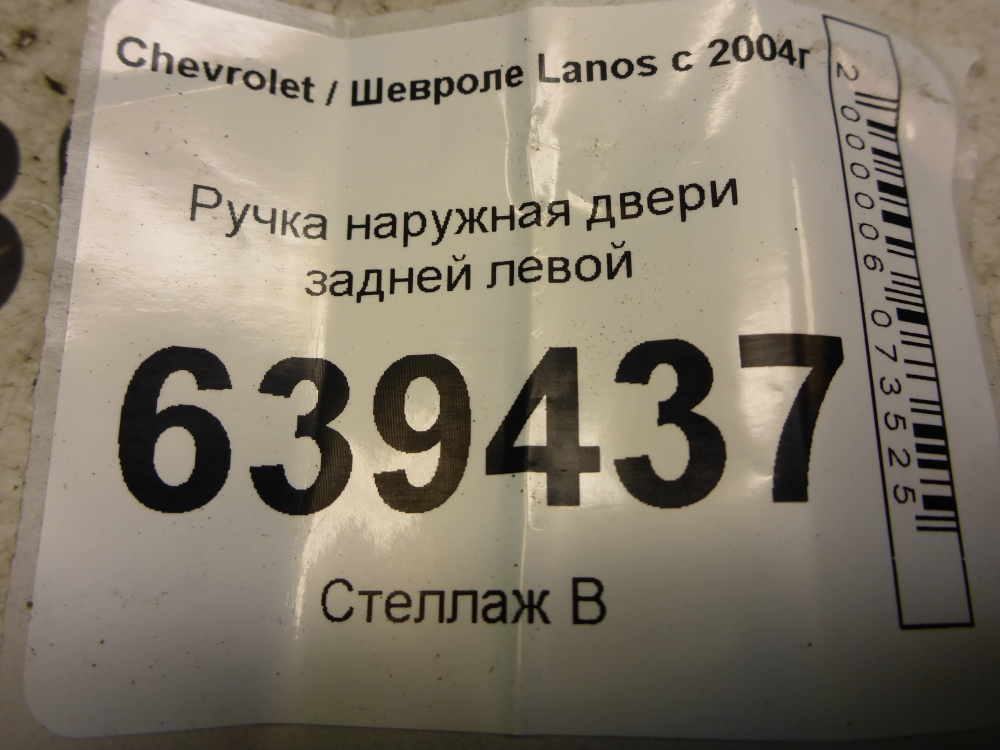 Chevrolet / Шевроле Lanos с 2004г
Ручка наружная двери
задней левой
639437
Стеллаж В
2000006073525